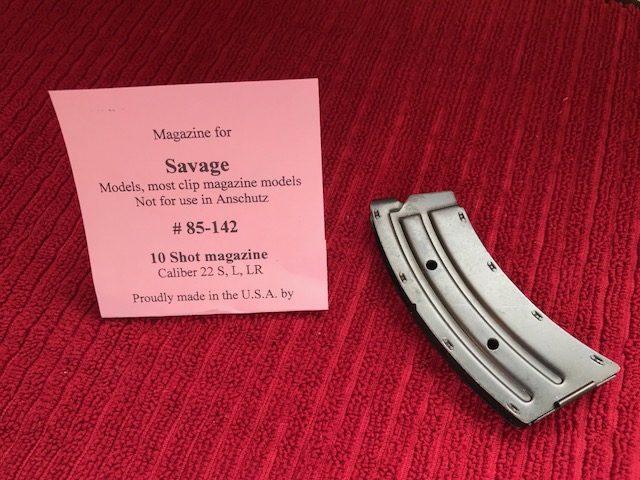 Magazine for
Savage
Models, most clip magazine models
Not for use in Anschutz
# 85-142
10 Shot magazine
Caliber 22 S, L, LR
Proudly made in the U.S.A. by